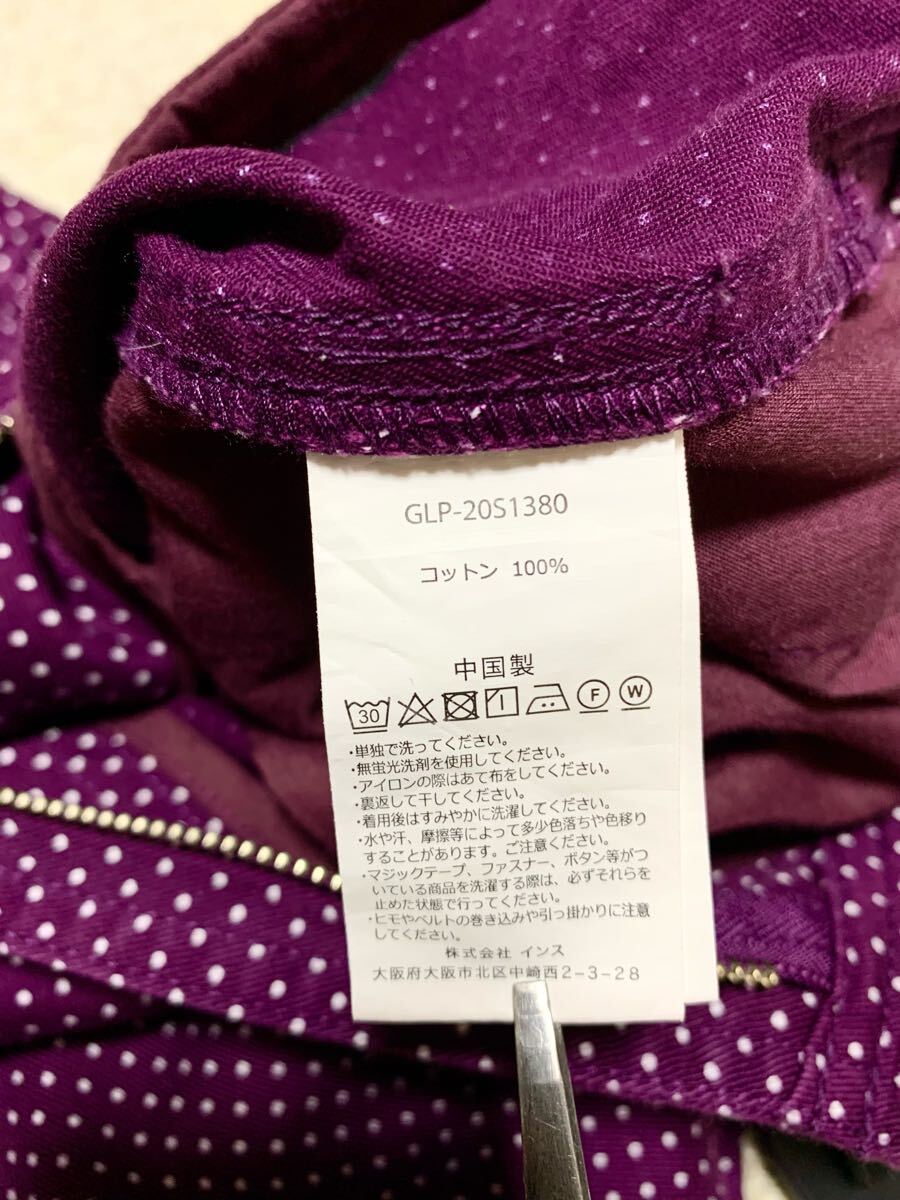 GLP-20S1380
コットン 100%
中国製
30 F W
・単独で洗ってください。
・無蛍光洗剤を使用してください。
・アイロンの際はあて布をしてください。
・裏返して干してください。
・着用後はすみやかに洗濯してください。
・水や汗、摩擦等によって多少色落ちや色移り
することがあります。ご注意ください。
・マジックテープ、ファスナー、ボタン等がつ
いている商品を洗濯する際は、必ずそれらを
止めた状態で行ってください。
・ヒモやベルトの巻き込みや引っ掛かりに注意
してください。
株式会社 インス
大阪府大阪市北区中崎西2-3-28